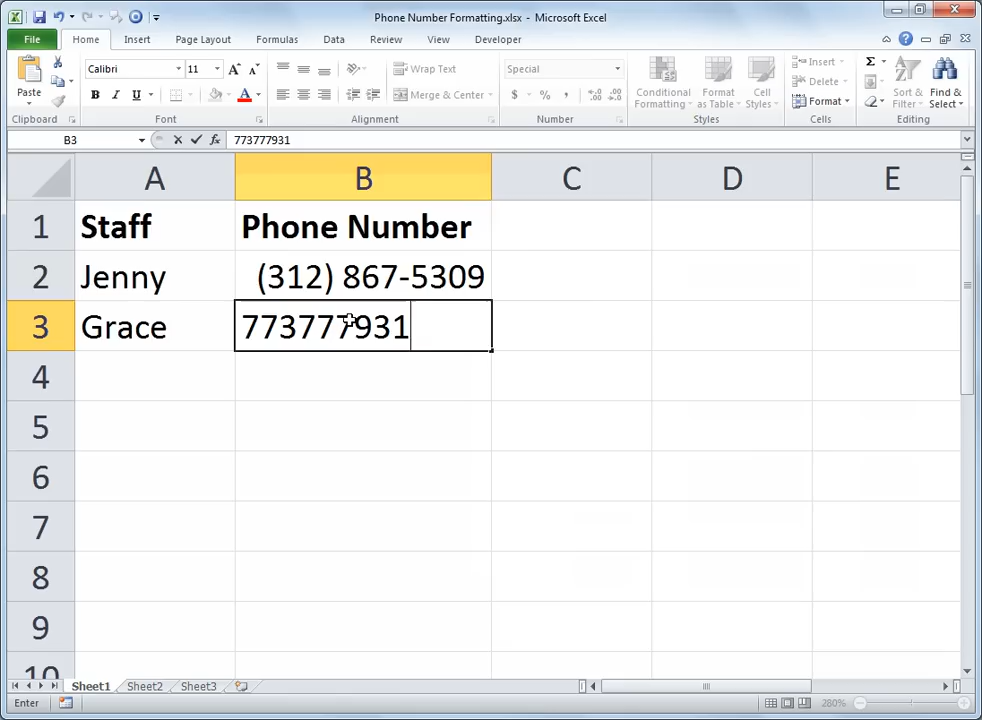 Phone Number Formatting.xlsx - Microsoft Excel
File Home Insert Page Layout Formulas Data Review View Developer
Paste
Calibri 11 A A
B I U A
Wrap Text
Merge & Center
Special
$ % ,
Conditional Formatting
Format as Table
Cell Styles
Insert
Delete
Format
Σ
Sort & Filter
Find & Select
Clipboard Font Alignment Number Styles Cells Editing
B3 fx 773777931
A B C D E
1 Staff Phone Number
2 Jenny (312) 867-5309
3 Grace 773777931
4
5
6
7
8
9
10
Sheet1 Sheet2 Sheet3
Enter 280%